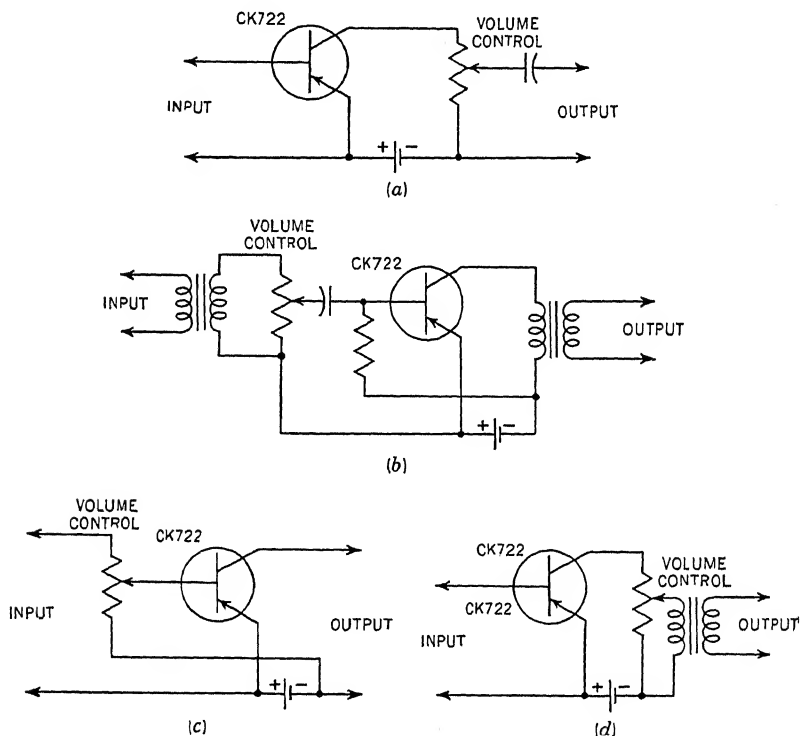 CK722
VOLUME
CONTROL
INPUT
OUTPUT
+ −
(a)
VOLUME
CONTROL
CK722
INPUT
OUTPUT
+ −
(b)
VOLUME
CONTROL
CK722
INPUT
OUTPUT
+ −
(c)
CK722
VOLUME
CONTROL
CK722
INPUT
OUTPUT
+ −
(d)